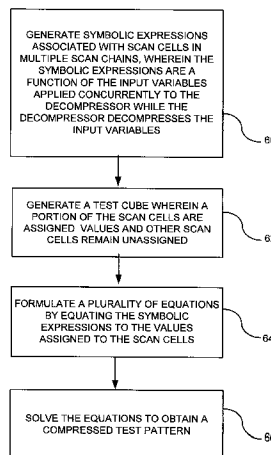 GENERATE SYMBOLIC EXPRESSIONS
ASSOCIATED WITH SCAN CELLS IN
MULTIPLE SCAN CHAINS, WHEREIN THE
SYMBOLIC EXPRESSIONS ARE A
FUNCTION OF THE INPUT VARIABLES
APPLIED CONCURRENTLY TO THE
DECOMPRESSOR WHILE THE
DECOMPRESSOR DECOMPRESSES THE
INPUT VARIABLES
GENERATE A TEST CUBE WHEREIN A
PORTION OF THE SCAN CELLS ARE
ASSIGNED VALUES AND OTHER SCAN
CELLS REMAIN UNASSIGNED
FORMULATE A PLURALITY OF EQUATIONS
BY EQUATING THE SYMBOLIC
EXPRESSIONS TO THE VALUES
ASSIGNED TO THE SCAN CELLS
64
SOLVE THE EQUATIONS TO OBTAIN A
COMPRESSED TEST PATTERN